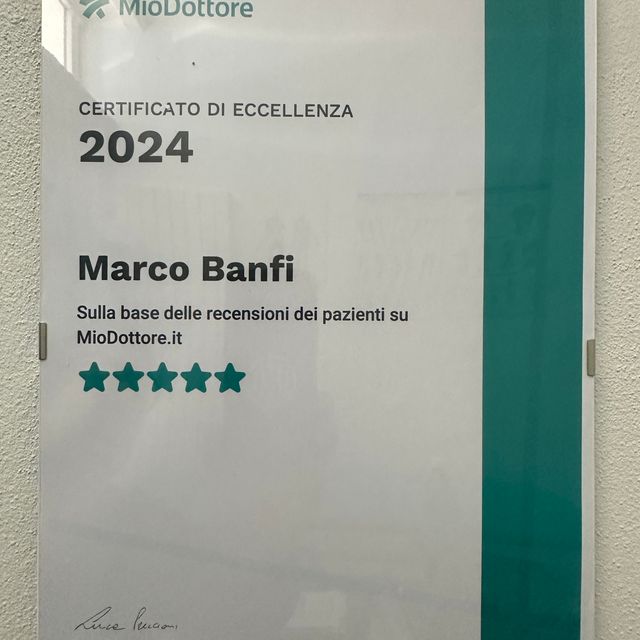 MioDottore
CERTIFICATO DI ECCELLENZA
2024
Marco Banfi
Sulla base delle recensioni dei pazienti su
MioDottore.it